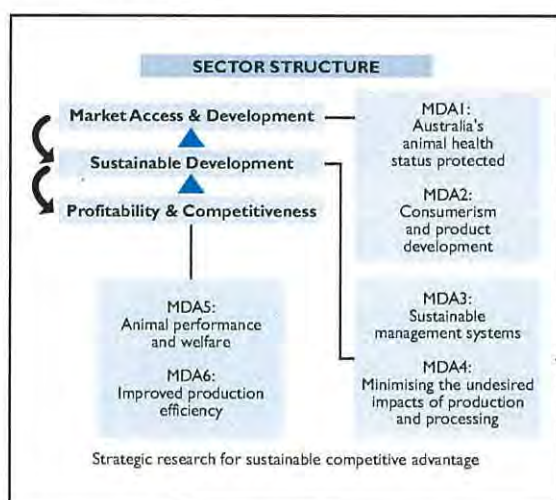 SECTOR STRUCTURE
Market Access & Development
Sustainable Development
Profitability & Competitiveness
MDA1:
Australia's
animal health
status protected
MDA2:
Consumerism
and product
development
MDA3:
Sustainable
management systems
MDA4:
Minimising the undesired
impacts of production
and processing
MDA5:
Animal performance
and welfare
MDA6:
Improved production
efficiency
Strategic research for sustainable competitive advantage